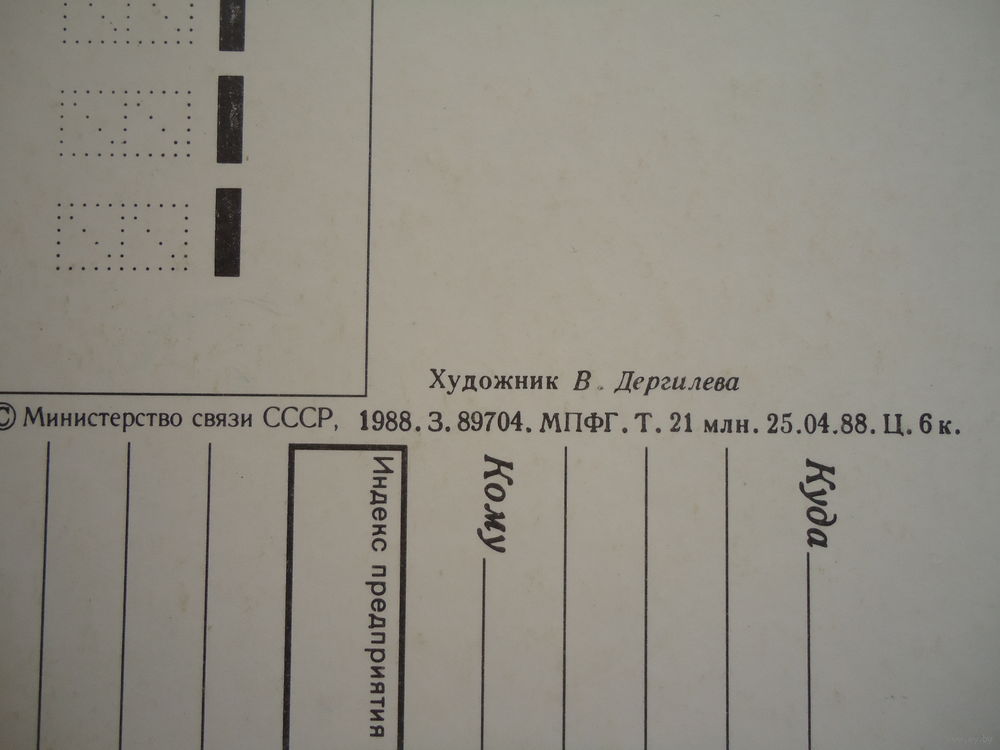 Художник В. Дергилева
© Министерство связи СССР, 1988. З. 89704. МПФГ. Т. 21 млн. 25.04.88. Ц. 6 к.
Куда
Кому
Индекс предприятия